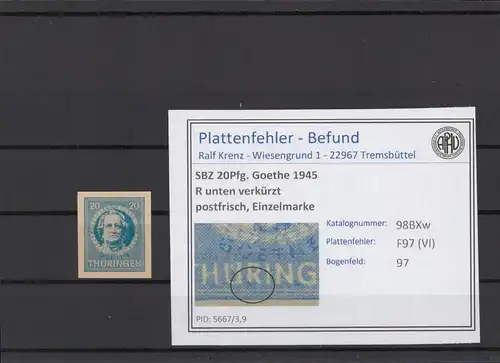 20 20
THÜRINGEN
Plattenfehler - Befund
Ralf Krenz - Wiesengrund 1 - 22967 Tremsbüttel
SBZ 20Pfg. Goethe 1945
R unten verkürzt
postfrisch, Einzelmarke
Katalognummer: 98BXw
Plattenfehler: F97 (VI)
Bogenfeld: 97
THÜRING
PID: 5667/3,9